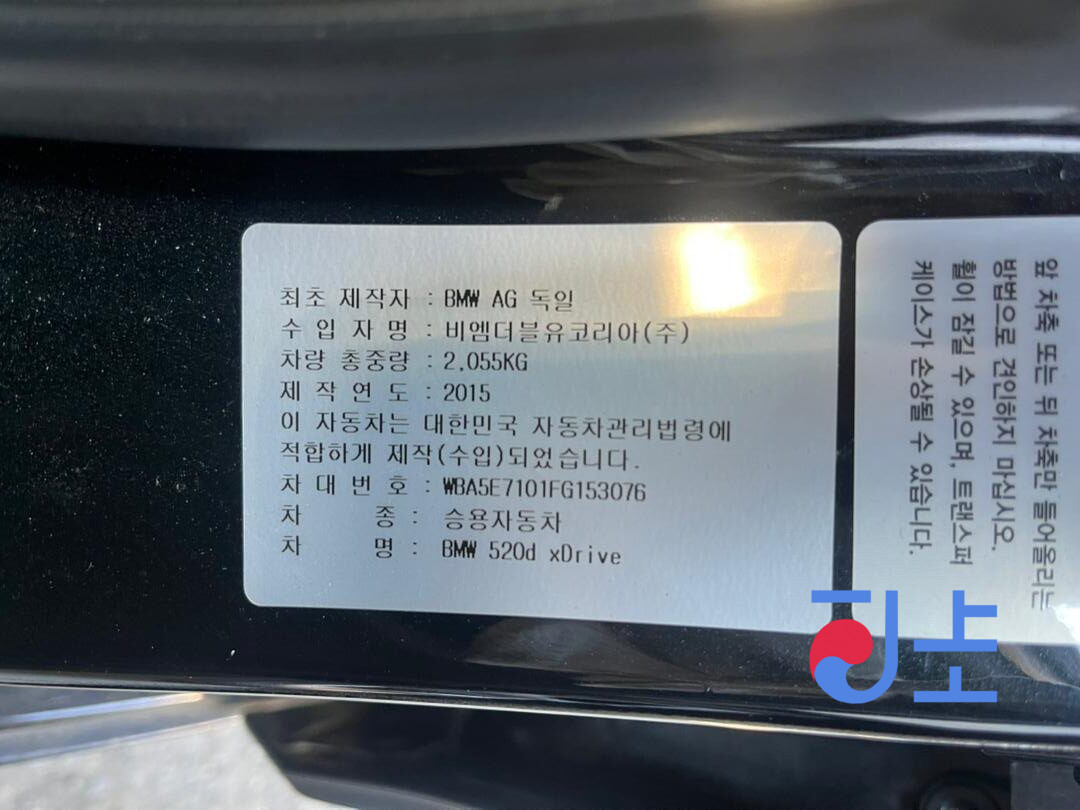 최초 제작자 : BMW AG 독일
수 입 자 명 : 비엠더블유코리아(주)
차량 총중량 : 2,055KG
제 작 연 도 : 2015
이 자동차는 대한민국 자동차관리법령에
적합하게 제작(수입)되었습니다.
차 대 번 호 : WBA5E7101FG153076
차 종 : 승용자동차
차 명 : BMW 520d xDrive
앞 차축 또는 뒤 차축만 들어올리는
방법으로 견인하지 마십시오.
휠이 잠길 수 있으며, 트랜스퍼
케이스가 손상될 수 있습니다.